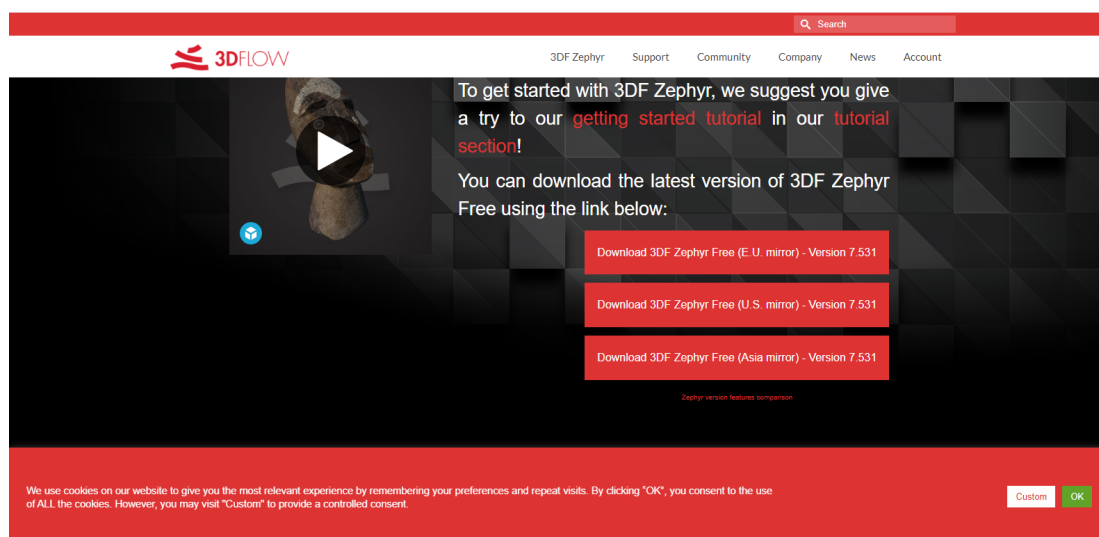 Search
3DFLOW
3DF Zephyr Support Community Company News Account
To get started with 3DF Zephyr, we suggest you give
a try to our getting started tutorial in our tutorial
section!
You can download the latest version of 3DF Zephyr
Free using the link below:
Download 3DF Zephyr Free (E.U. mirror) - Version 7.531
Download 3DF Zephyr Free (U.S. mirror) - Version 7.531
Download 3DF Zephyr Free (Asia mirror) - Version 7.531
Zephyr version features comparison
We use cookies on our website to give you the most relevant experience by remembering your preferences and repeat visits. By clicking "OK", you consent to the use
of ALL the cookies. However, you may visit "Custom" to provide a controlled consent.
Custom OK